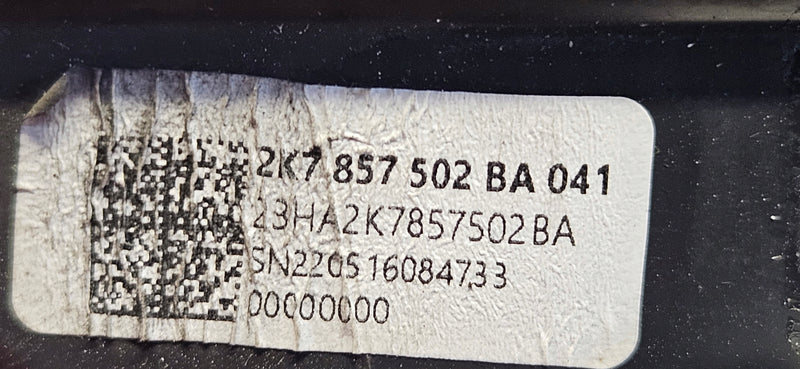 2K7 857 502 BA 041
23HA2K7857502BA
SN220516084733
00000000